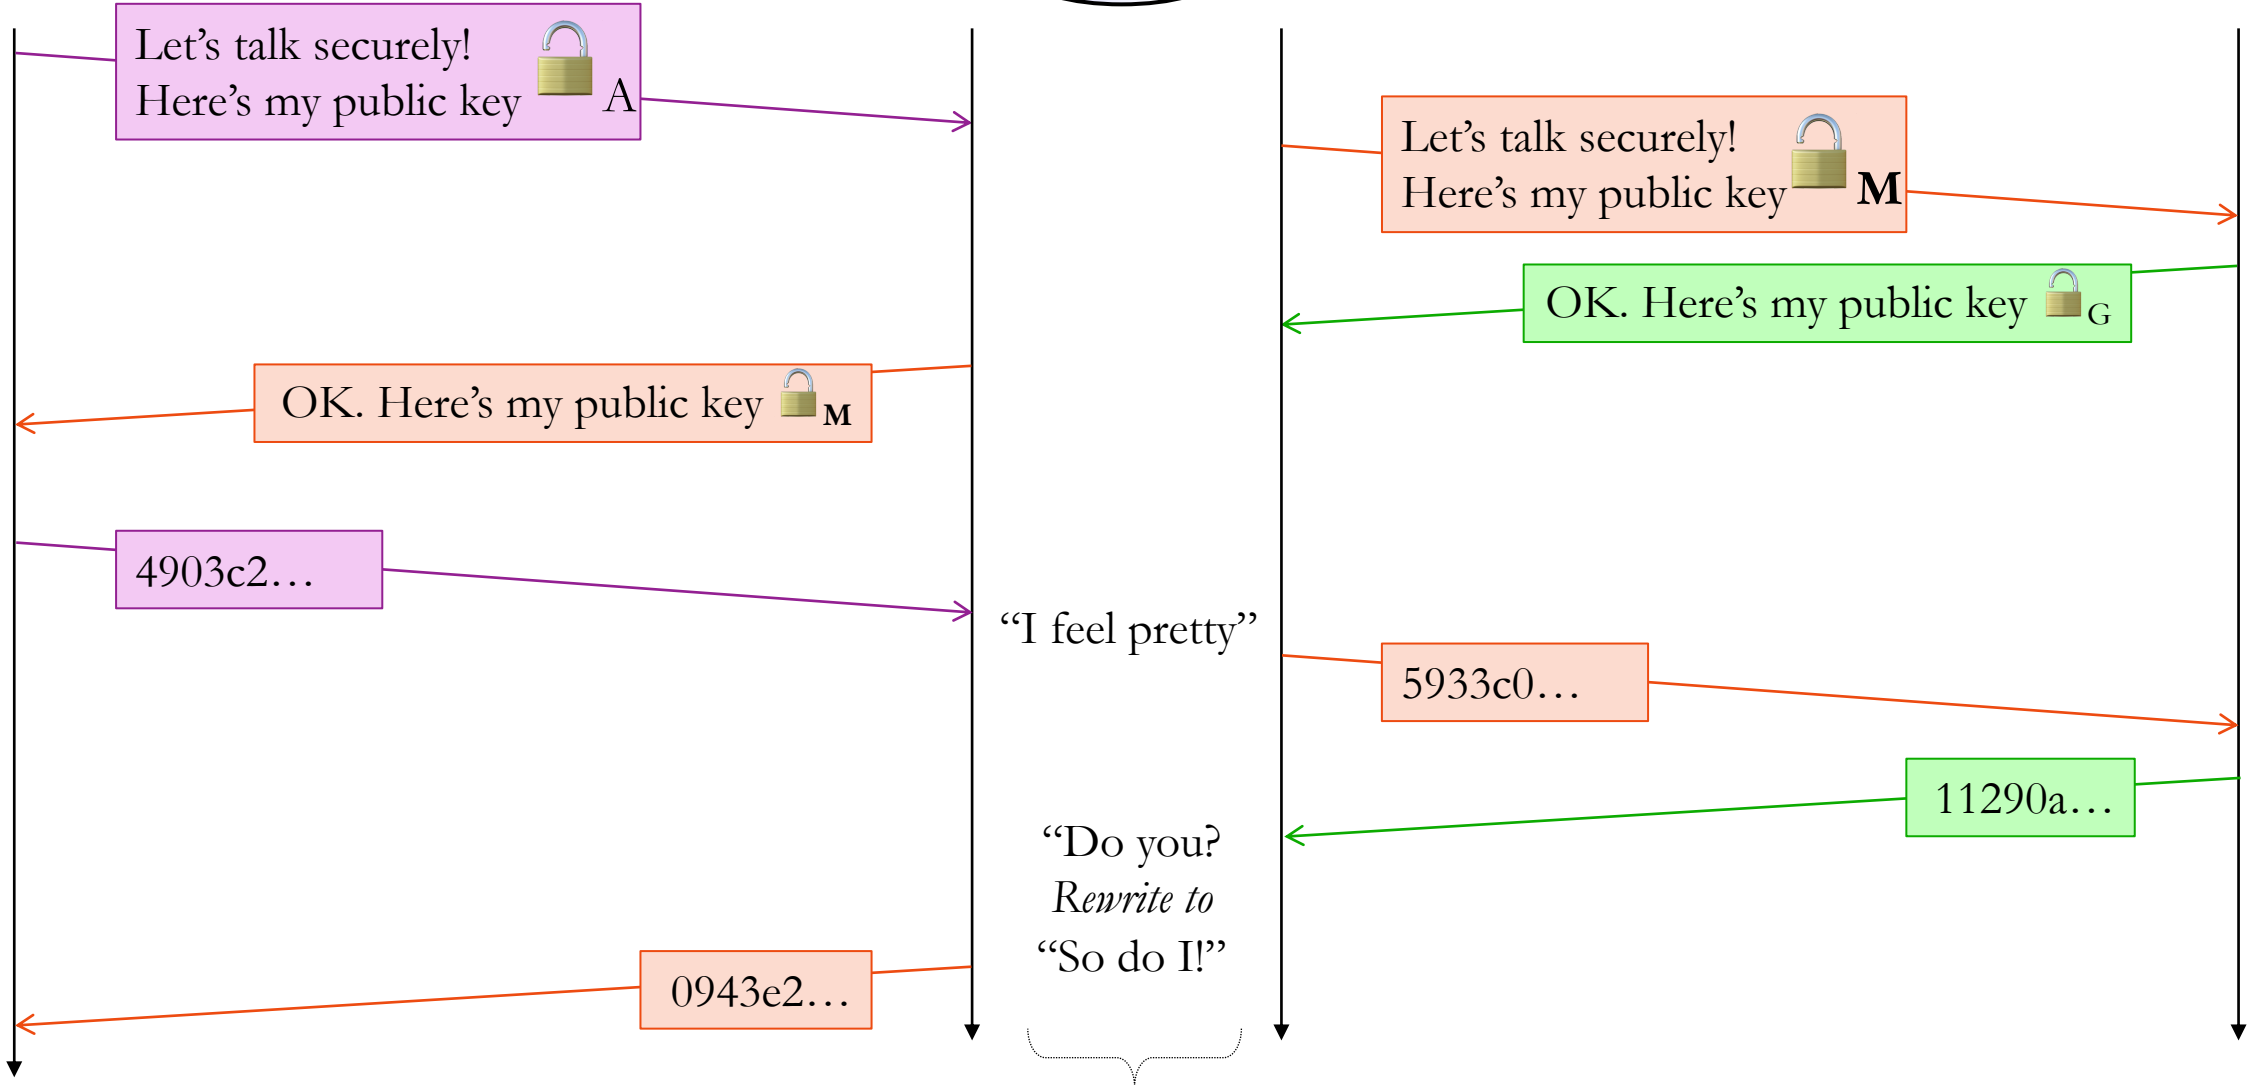 Let’s talk securely!
Here’s my public key A
Let’s talk securely!
Here’s my public key M
OK. Here’s my public key G
OK. Here’s my public key M
4903c2…
“I feel pretty”
5933c0…
11290a…
“Do you?
Rewrite to
“So do I!”
0943e2…